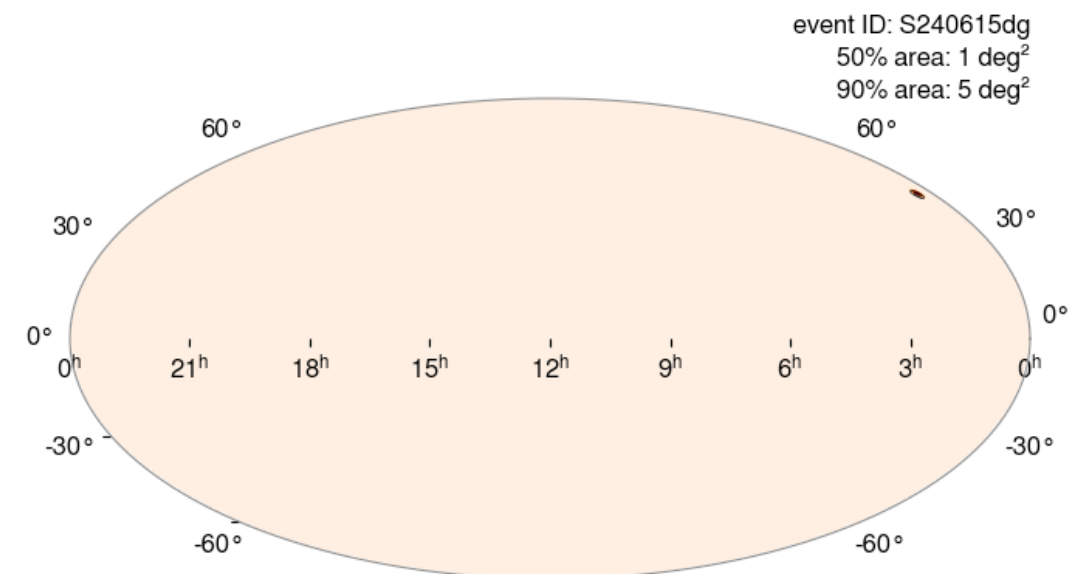 event ID: S240615dg
50% area: 1 deg²
90% area: 5 deg²
60° 60°
30° 30°
0° 0°
0ʰ 21ʰ 18ʰ 15ʰ 12ʰ 9ʰ 6ʰ 3ʰ 0ʰ
-30° -30°
-60° -60°